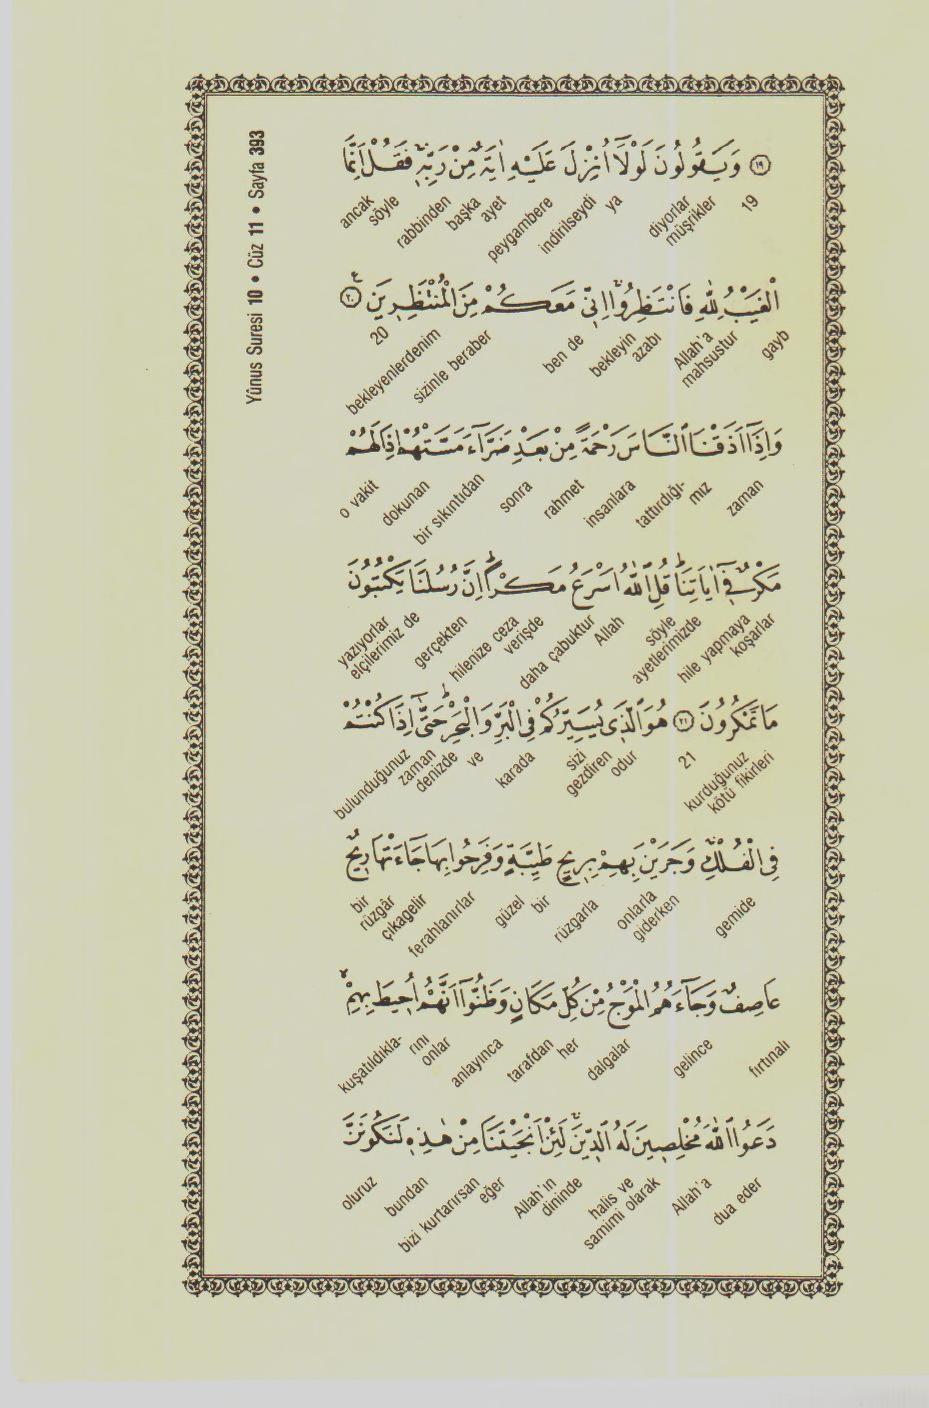 Yûnus Suresi 10 • Cüz 11 • Sayfa 393
﴿١٩﴾ وَيَقُولُونَ لَوْلَٓا اُنْزِلَ عَلَيْهِ اٰيَةٌ مِنْ رَبِّه۪ۚ فَقُلْ اِنَّمَا
19 müşrikler diyorlar ya indirilseydi peygambere ayet başka rabbinden söyle ancak
الْغَيْبُ لِلّٰهِ فَانْتَظِرُواۚ اِنّ۪ي مَعَكُمْ مِنَ الْمُنْتَظِر۪ينَ ﴿٢٠﴾ ع
gayb Allah'a mahsustur azabı bekleyin ben de sizinle beraber bekleyenlerdenim 20
وَاِذَٓا اَذَقْنَا النَّاسَ رَحْمَةً مِنْ بَعْدِ ضَرَّٓاءَ مَسَّتْهُمْ اِذَا لَهُمْ
zaman tattırdığı-mız insanlara rahmet sonra bir sıkıntıdan dokunan o vakit
مَكْرٌ ف۪ٓي اٰيَاتِنَاۜ قُلِ اللّٰهُ اَسْرَعُ مَكْرًاۜ اِنَّ رُسُلَنَا يَكْتُبُونَ
koşarlar hile yapmaya ayetlerimizde söyle Allah daha çabuktur hilenize ceza verişde gerçekten elçilerimiz de yazıyorlar
مَا تَمْكُرُونَ ﴿٢١﴾ هُوَ الَّذ۪ي يُسَيِّرُكُمْ فِي الْبَرِّ وَالْبَحْرِۜ حَتّٰٓى اِذَا كُنْتُمْ
kurduğunuz kötü fikirleri 21 odur sizi gezdiren karada ve denizde zaman bulunduğunuz
فِي الْفُلْكِۚ وَجَرَيْنَ بِهِمْ بِر۪يحٍ طَيِّبَةٍ وَفَرِحُوا بِهَا جَٓاءَتْهَا ر۪يحٌ
gemide onlarla giderken rüzgarla bir güzel ferahlanırlar çıkagelir bir rüzgâr
عَاصِفٌ وَجَٓاءَهُمُ الْمَوْجُ مِنْ كُلِّ مَكَانٍ وَظَنُّٓوا اَنَّهُمْ اُح۪يطَ بِهِمْۙ
fırtınalı gelince dalgalar her tarafdan anlayınca onlar kuşatıldıkla-rını
دَعَوُا اللّٰهَ مُخْلِص۪ينَ لَهُ الدّ۪ينَۚ لَئِنْ اَنْجَيْتَنَا مِنْ هٰذِه۪ لَنَكُونَنَّ
dua eder Allah'a halis ve samimi olarak Allah'ın dininde eğer bizi kurtarırsan bundan oluruz